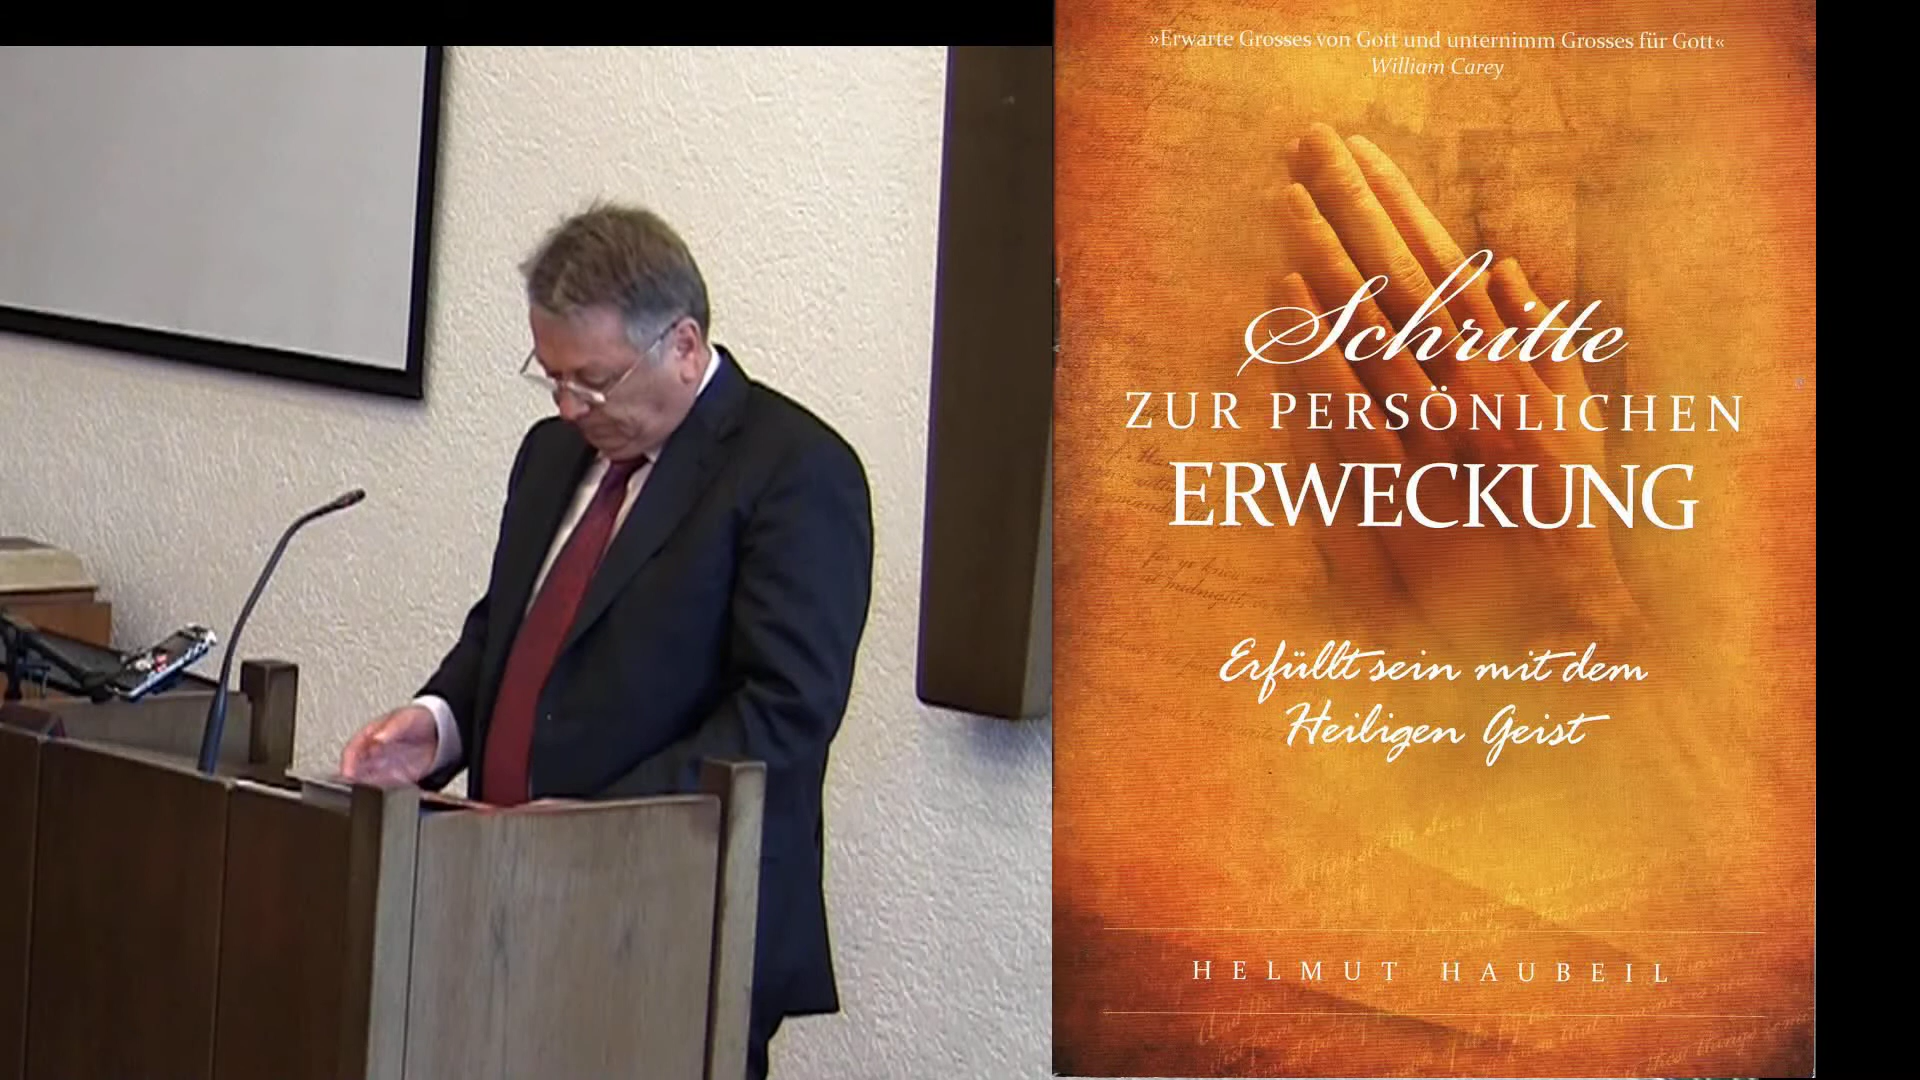 »Erwarte Grosses von Gott und unternimm Grosses für Gott«
William Carey
Schritte
ZUR PERSÖNLICHEN
ERWECKUNG
Erfüllt sein mit dem
Heiligen Geist
HELMUT HAUBEIL